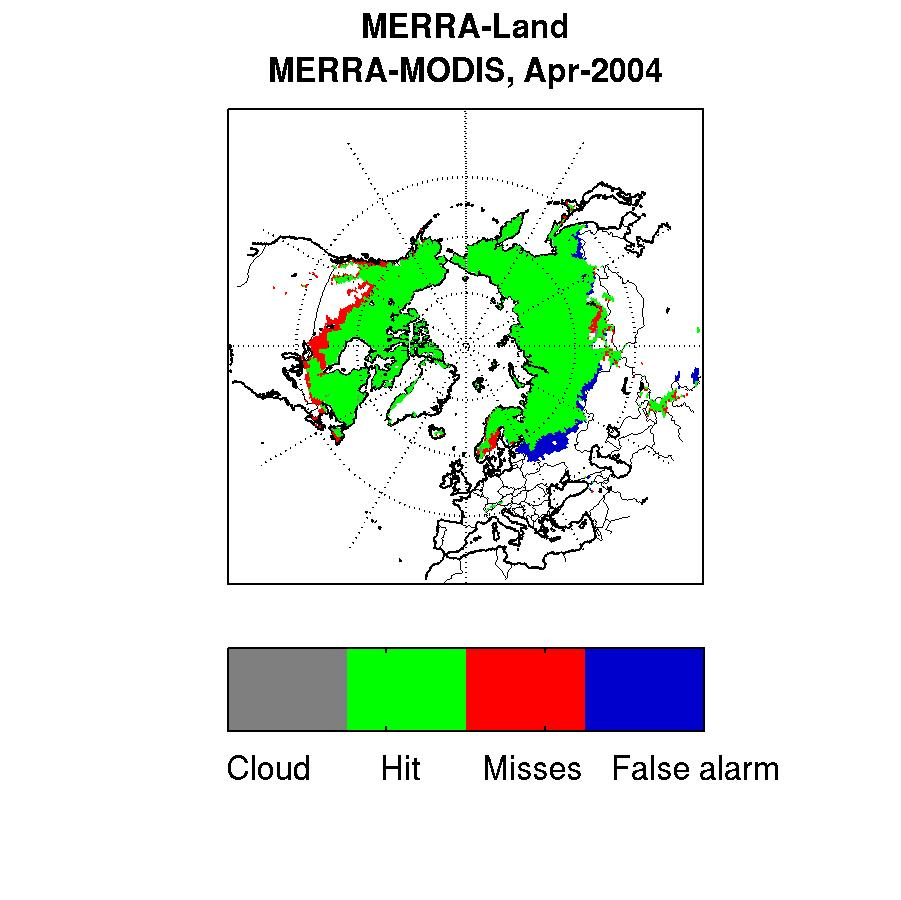 MERRA-Land
MERRA-MODIS, Apr-2004
Cloud Hit Misses False alarm